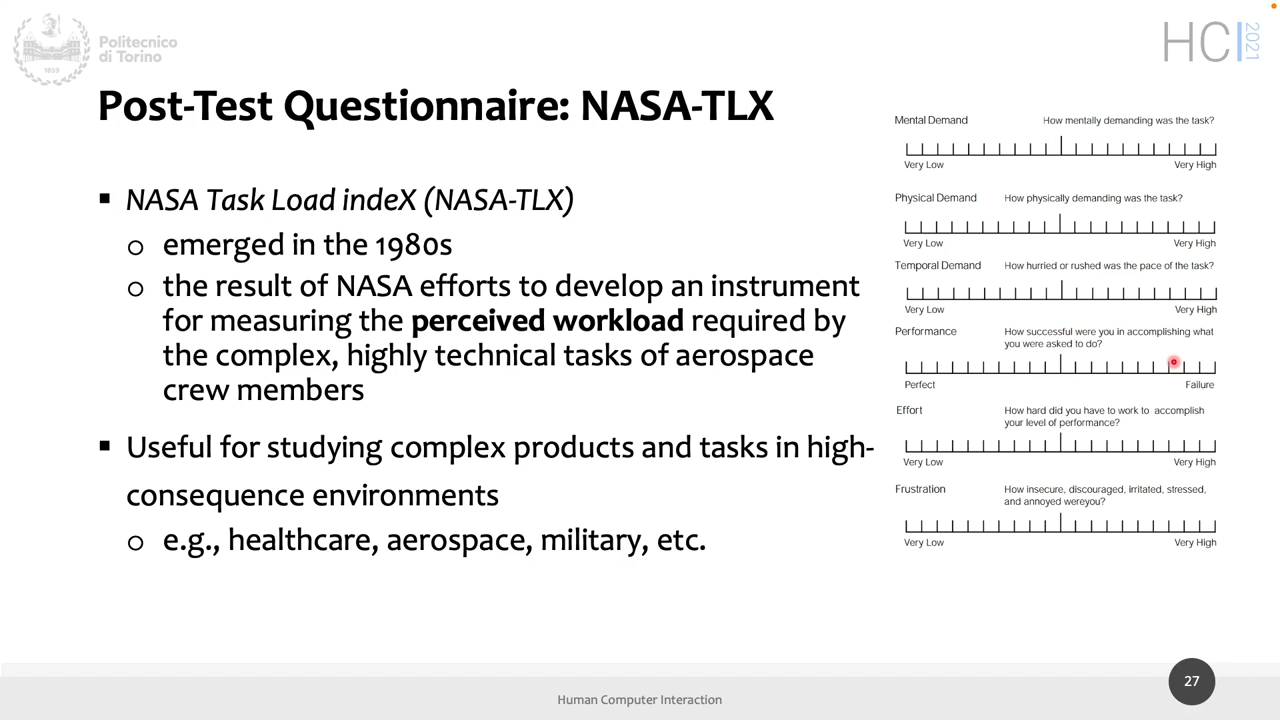 Politecnico
di Torino
1859
HCI
2021
Post-Test Questionnaire: NASA-TLX
▪ NASA Task Load indeX (NASA-TLX)
o emerged in the 1980s
o the result of NASA efforts to develop an instrument
for measuring the perceived workload required by
the complex, highly technical tasks of aerospace
crew members
▪ Useful for studying complex products and tasks in high-
consequence environments
o e.g., healthcare, aerospace, military, etc.
Mental Demand How mentally demanding was the task?
Very Low Very High
Physical Demand How physically demanding was the task?
Very Low Very High
Temporal Demand How hurried or rushed was the pace of the task?
Very Low Very High
Performance How successful were you in accomplishing what
you were asked to do?
Perfect Failure
Effort How hard did you have to work to accomplish
your level of performance?
Very Low Very High
Frustration How insecure, discouraged, irritated, stressed,
and annoyed wereyou?
Very Low Very High
Human Computer Interaction
27